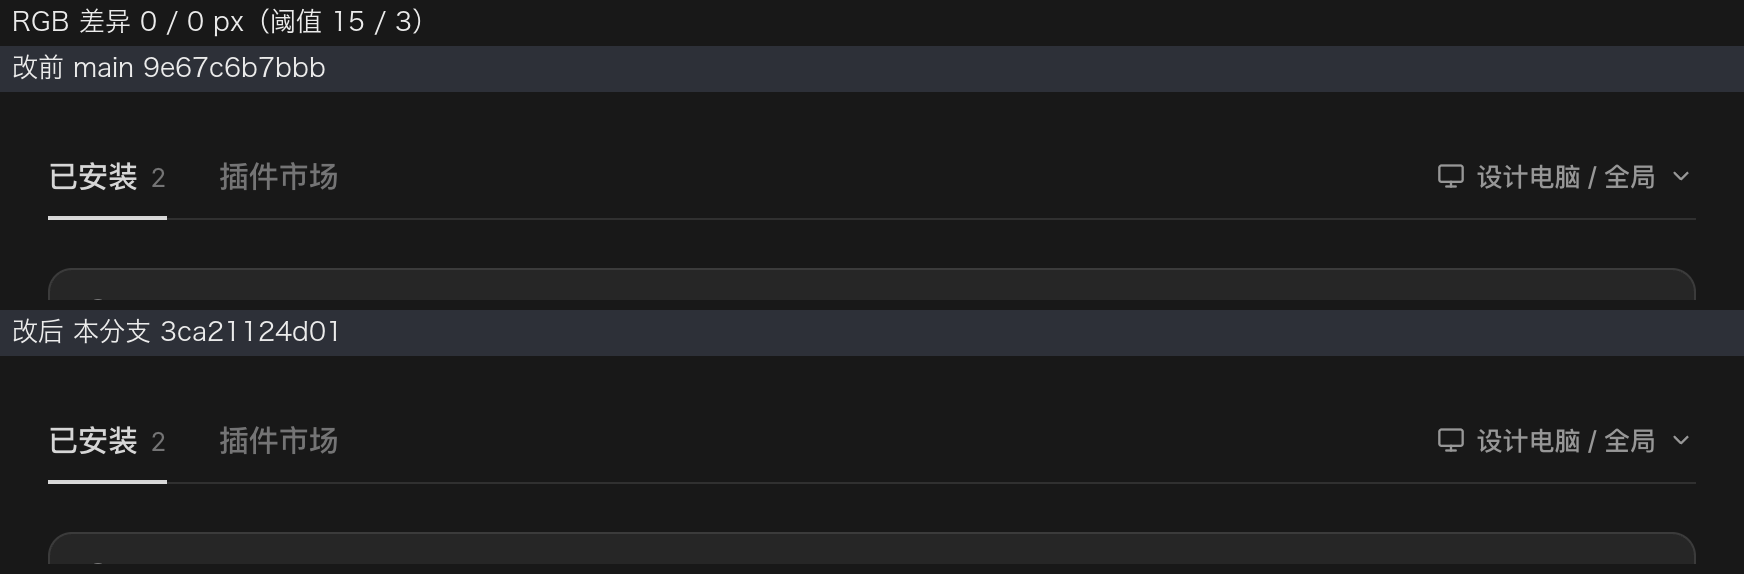 RGB 差异 0 / 0 px（阈值 15 / 3）
改前 main 9e67c6b7bbb
已安装 2 插件市场 设计电脑 / 全局
改后 本分支 3ca21124d01
已安装 2 插件市场 设计电脑 / 全局